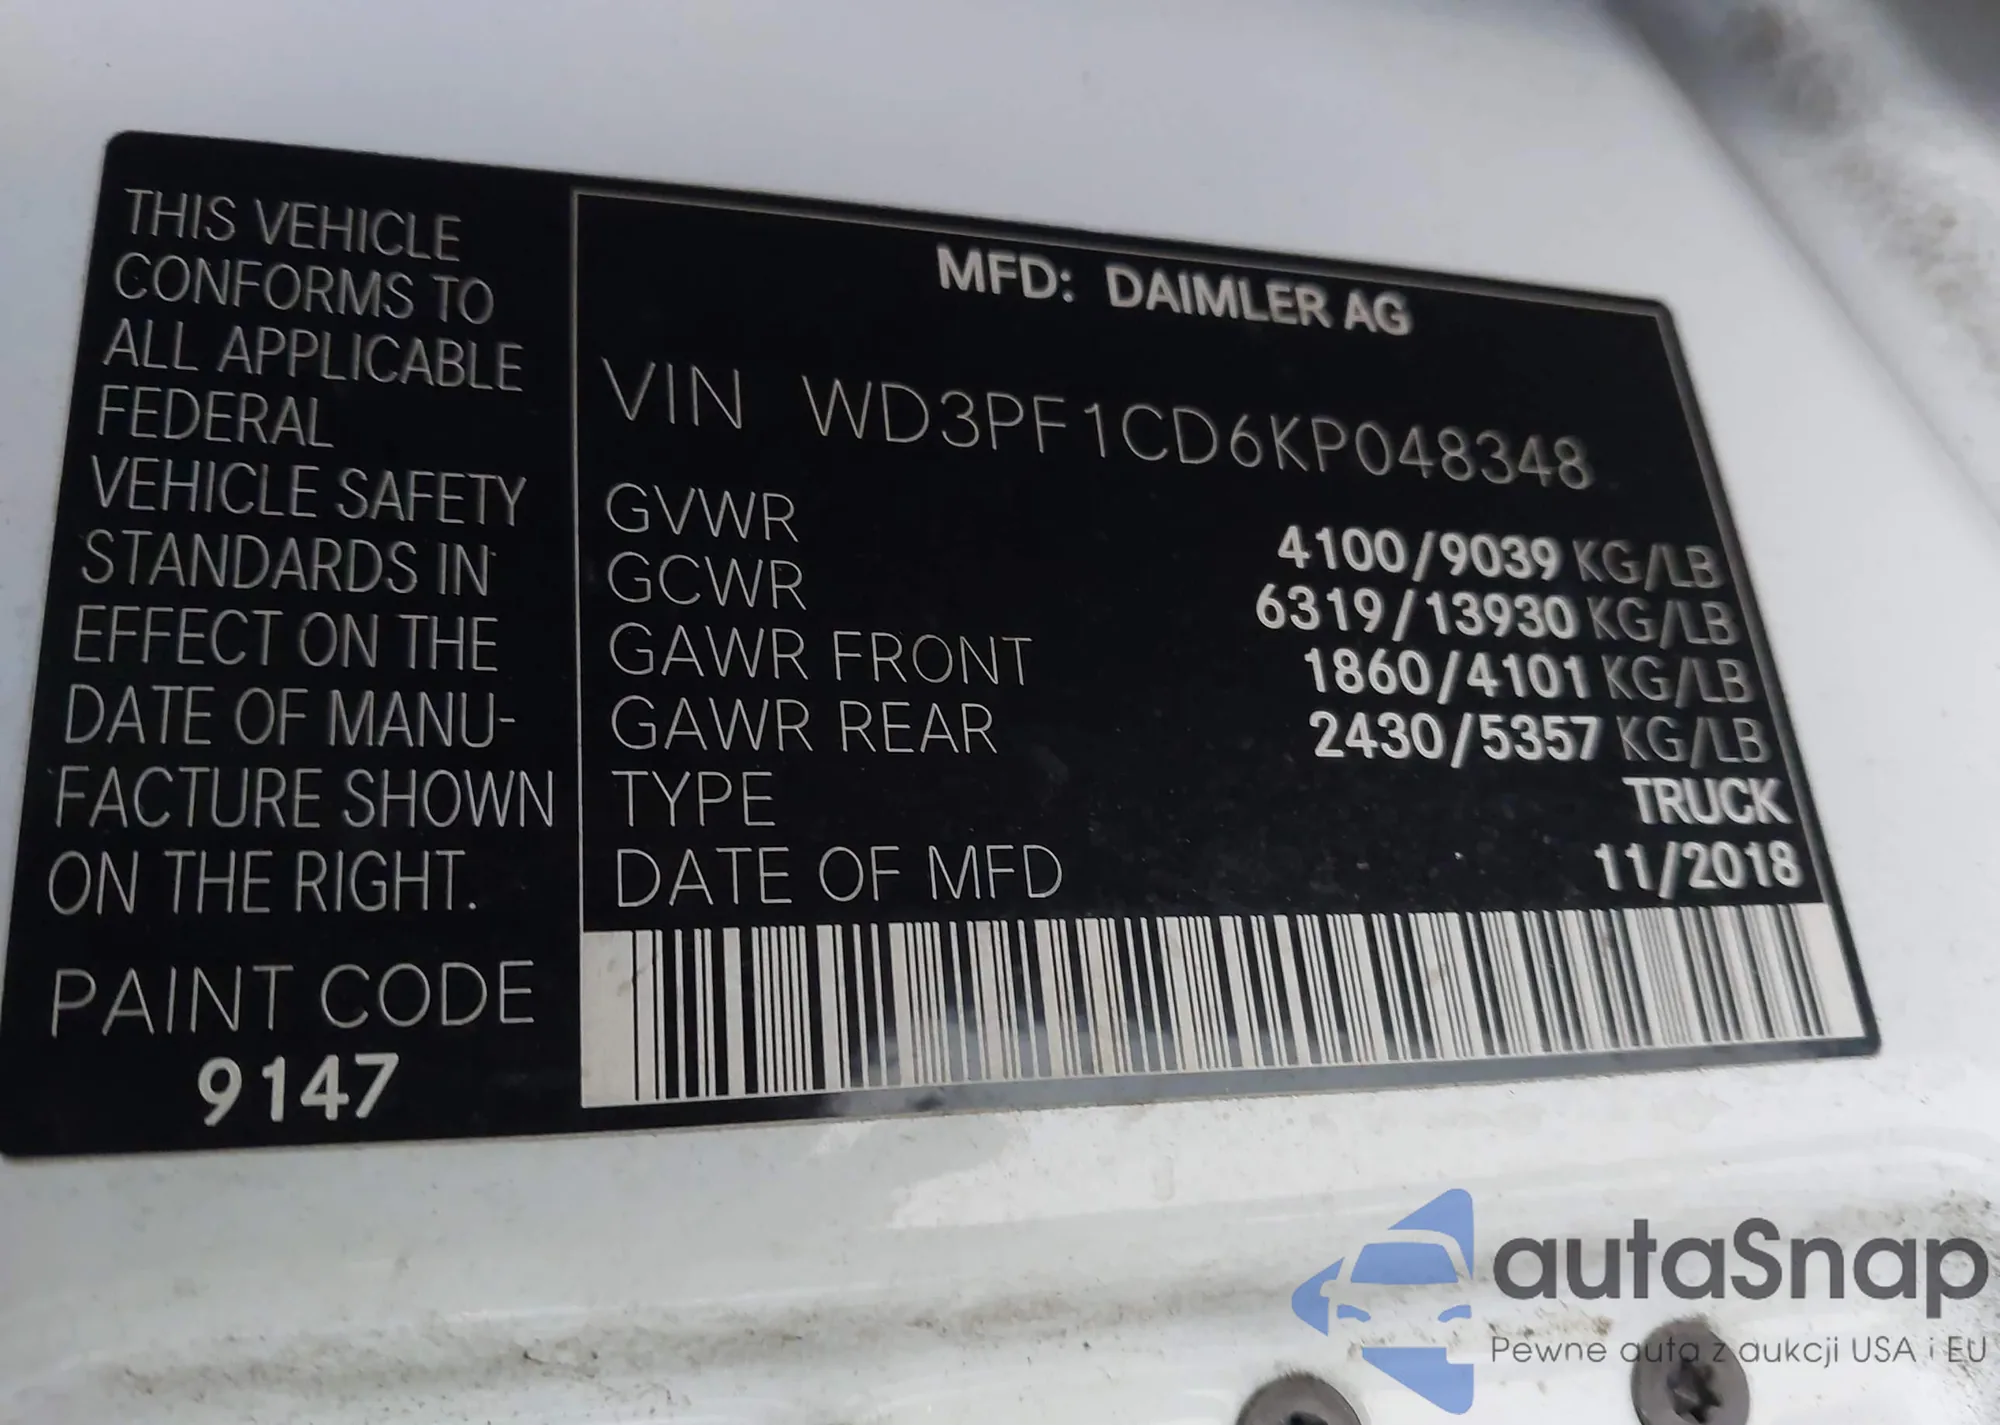 THIS VEHICLE
CONFORMS TO
ALL APPLICABLE
FEDERAL
VEHICLE SAFETY
STANDARDS IN
EFFECT ON THE
DATE OF MANU-
FACTURE SHOWN
ON THE RIGHT.
PAINT CODE
9147
MFD: DAIMLER AG
VIN WD3PF1CD6KP048348
GVWR 4100/9039 KG/LB
GCWR 6319/13930 KG/LB
GAWR FRONT 1860/4101 KG/LB
GAWR REAR 2430/5357 KG/LB
TYPE TRUCK
DATE OF MFD 11/2018
autaSnap
Pewne auta z aukcji USA i EU